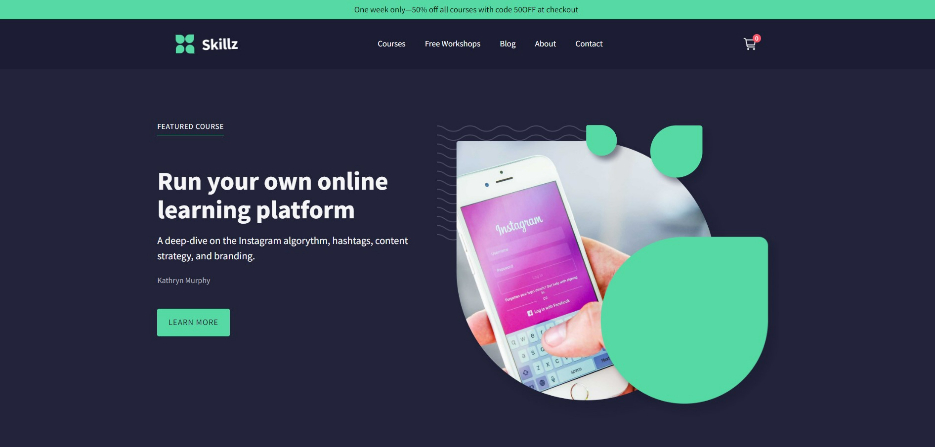 One week only—50% off all courses with code 50OFF at checkout
Skillz
Courses Free Workshops Blog About Contact
0
FEATURED COURSE
Run your own online
learning platform
A deep-dive on the Instagram algorythm, hashtags, content
strategy, and branding.
Kathryn Murphy
LEARN MORE
Instagram
Password
Log in with Facebook